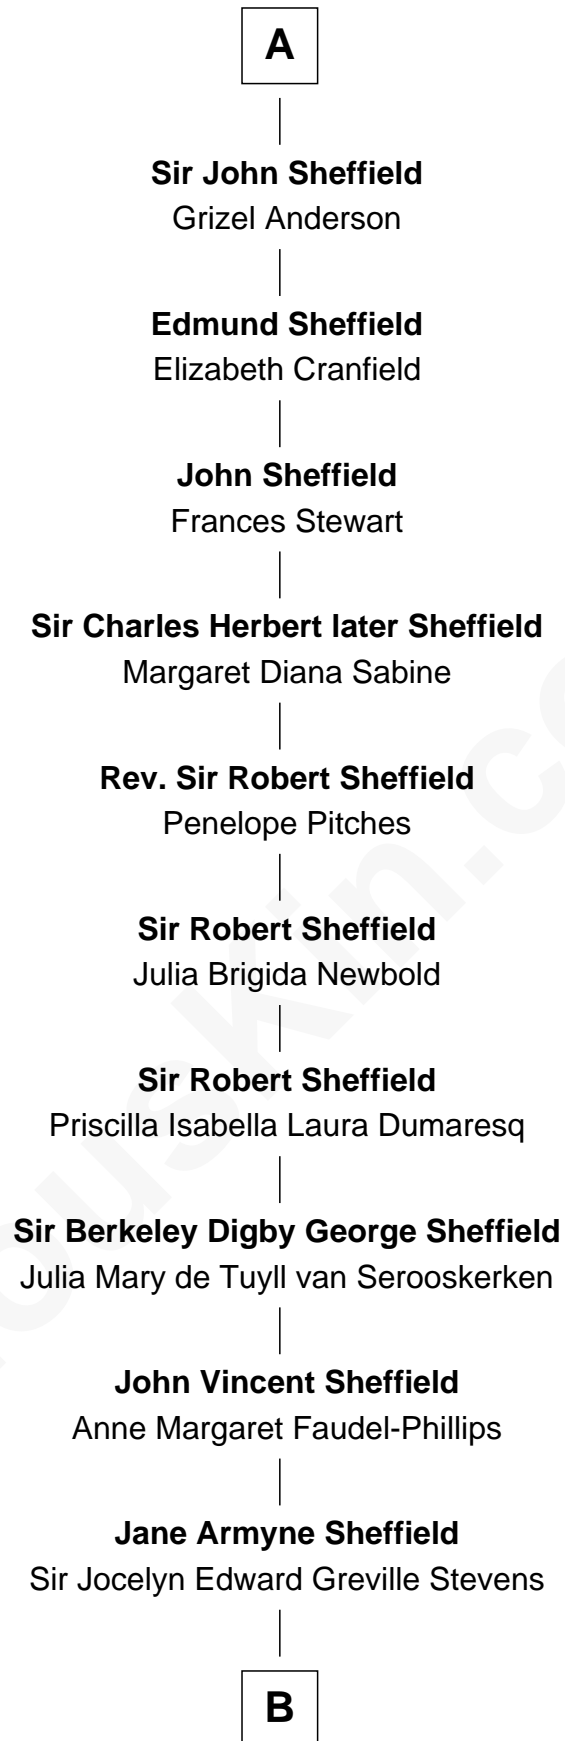 A
Sir John Sheffield
Grizel Anderson
Edmund Sheffield
Elizabeth Cranfield
John Sheffield
Frances Stewart
Sir Charles Herbert later Sheffield
Margaret Diana Sabine
Rev. Sir Robert Sheffield
Penelope Pitches
Sir Robert Sheffield
Julia Brigida Newbold
Sir Robert Sheffield
Priscilla Isabella Laura Dumaresq
Sir Berkeley Digby George Sheffield
Julia Mary de Tuyll van Serooskerken
John Vincent Sheffield
Anne Margaret Faudel-Phillips
Jane Armyne Sheffield
Sir Jocelyn Edward Greville Stevens
B